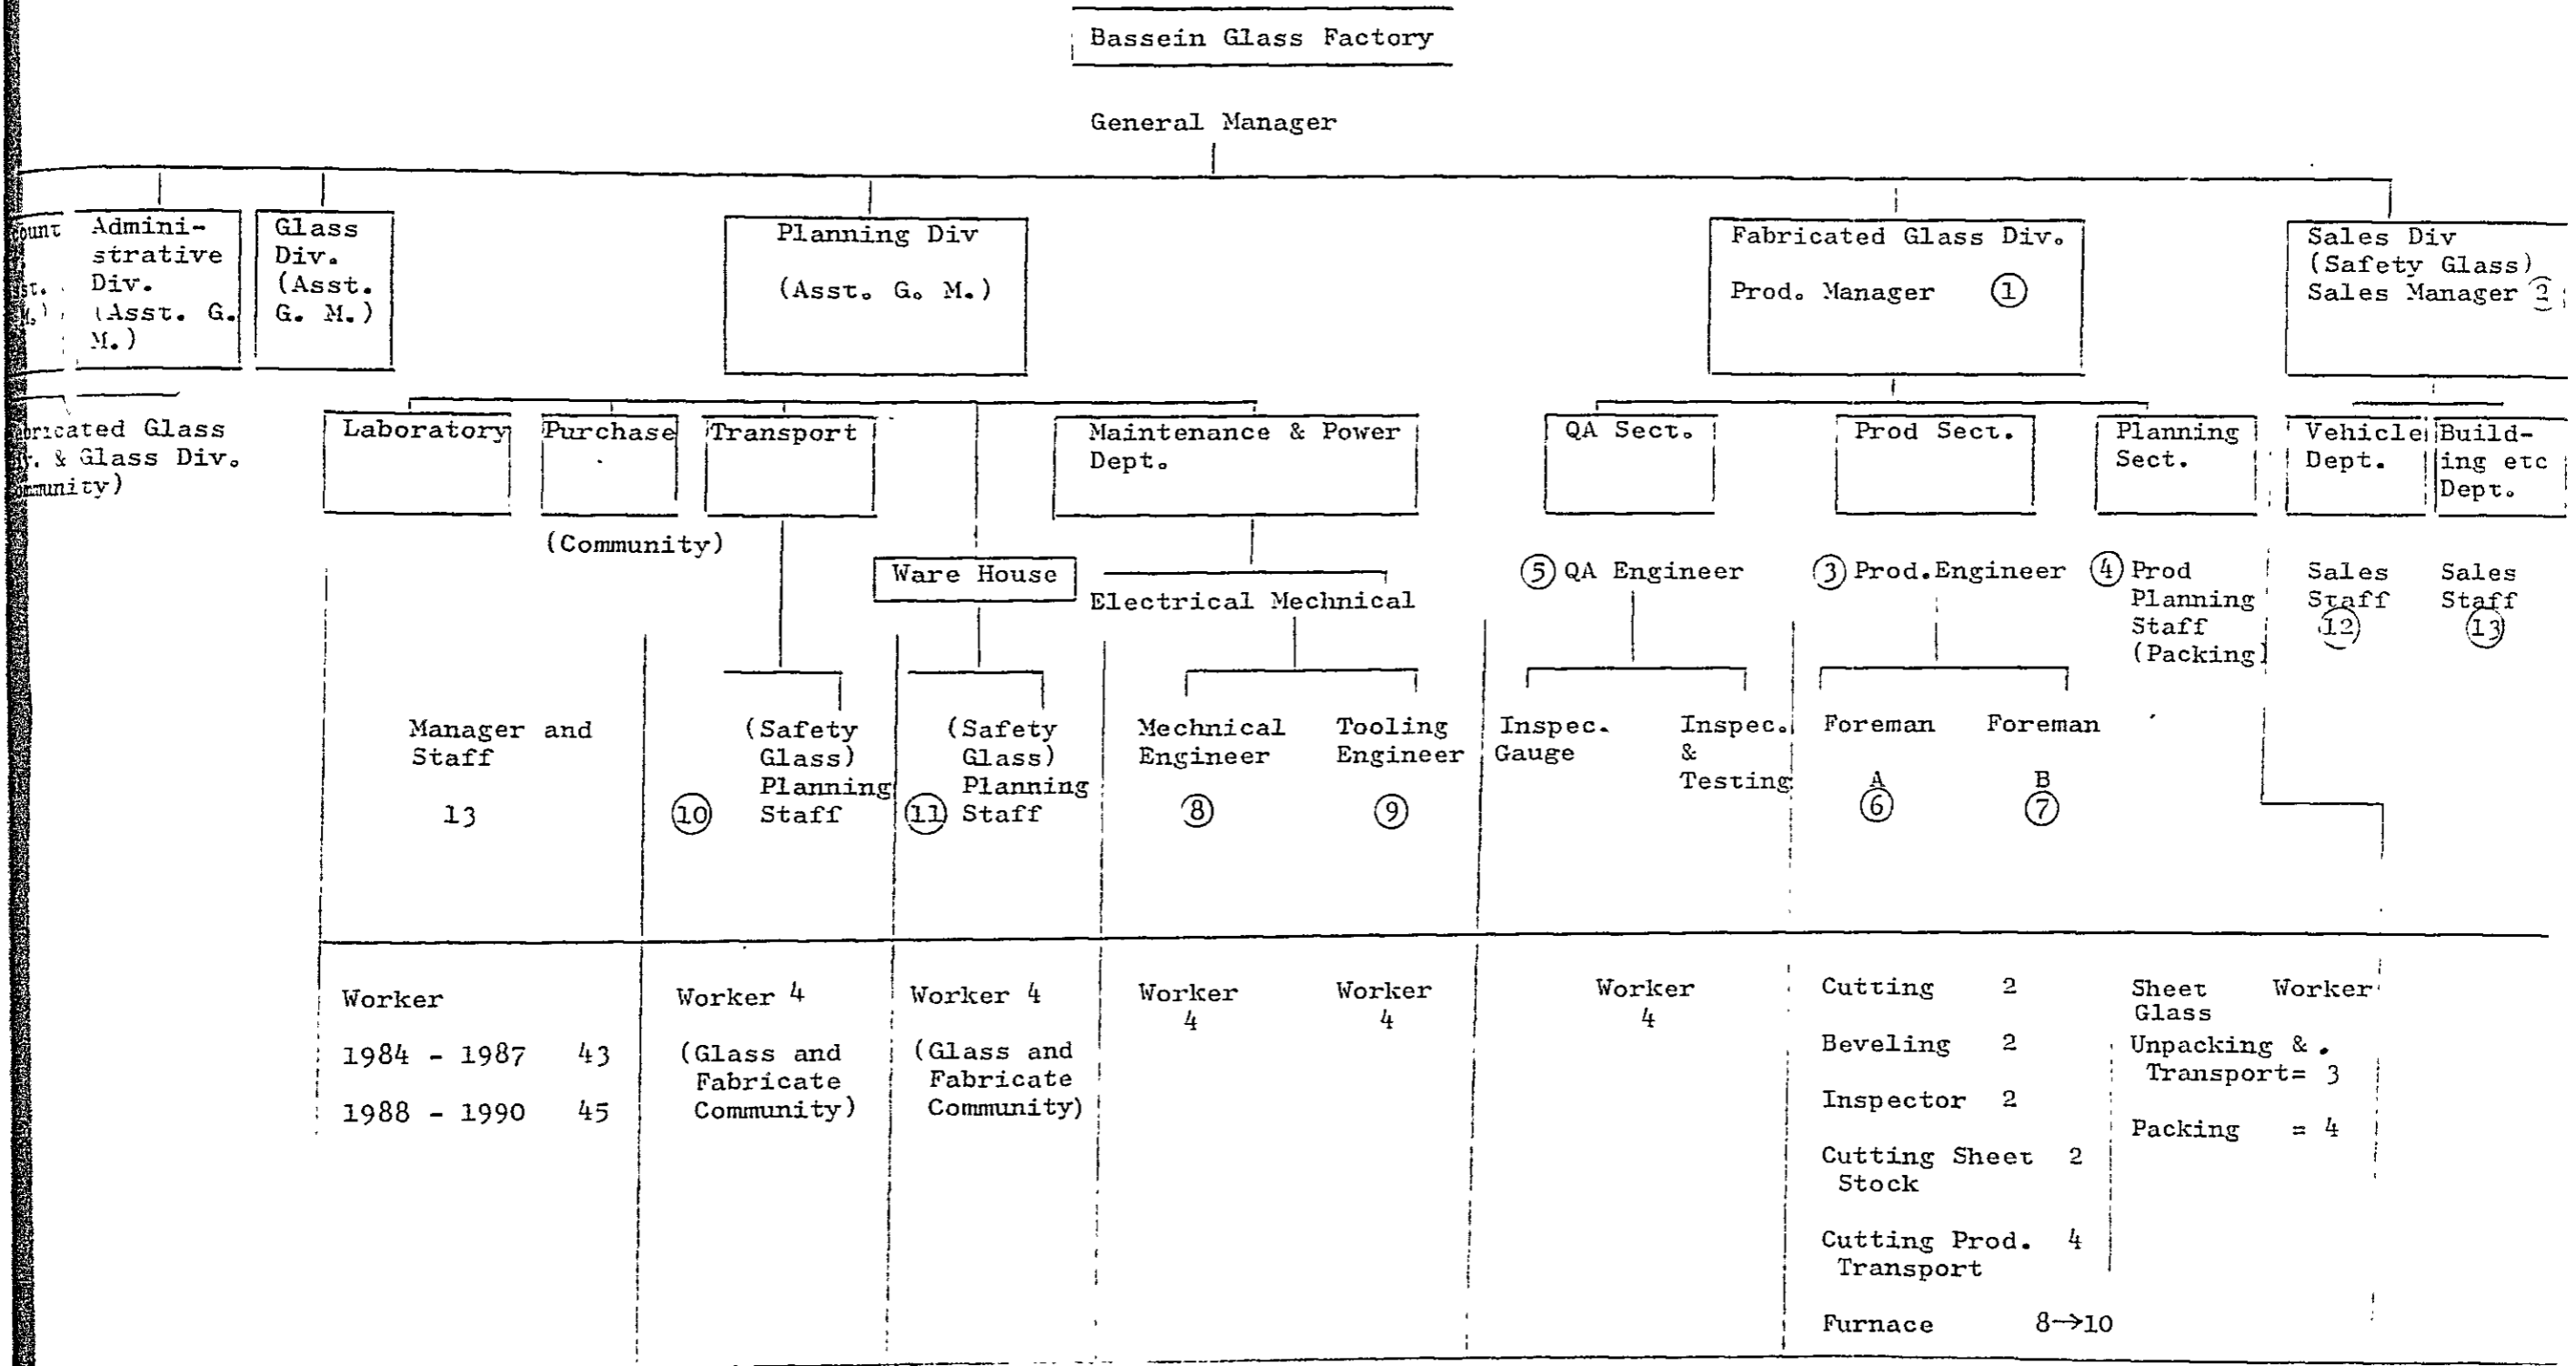 Bassein Glass Factory
General Manager
Admini-
strative
Div.
(Asst. G.
M.)
Glass
Div.
(Asst.
G. M.)
Planning Div
(Asst. G. M.)
Fabricated Glass Div.
Prod. Manager ①
Sales Div
(Safety Glass)
Sales Manager ②
Glass
& Glass Div.
Laboratory
Purchase
Transport
Maintenance & Power
Dept.
QA Sect.
Prod Sect.
Planning
Sect.
Vehicle
Dept.
Build-
ing etc
Dept.
(Community)
Ware House
Electrical Mechnical
⑤ QA Engineer
③ Prod.Engineer
④ Prod
Planning
Staff
(Packing)
Sales
Staff
⑫
Sales
Staff
⑬
Manager and
Staff
13
(Safety
Glass)
Planning
⑩ Staff
(Safety
Glass)
Planning
⑪ Staff
Mechnical
Engineer
⑧
Tooling
Engineer
⑨
Inspec.
Gauge
Inspec.
&
Testing
Foreman
A
⑥
Foreman
B
⑦
Worker
1984 - 1987 43
1988 - 1990 45
Worker 4
(Glass and
Fabricate
Community)
Worker 4
(Glass and
Fabricate
Community)
Worker
4
Worker
4
Worker
4
Cutting 2
Beveling 2
Inspector 2
Cutting Sheet 2
Stock
Cutting Prod. 4
Transport
Furnace 8→10
Sheet Worker
Glass
Unpacking &
Transport= 3
Packing = 4